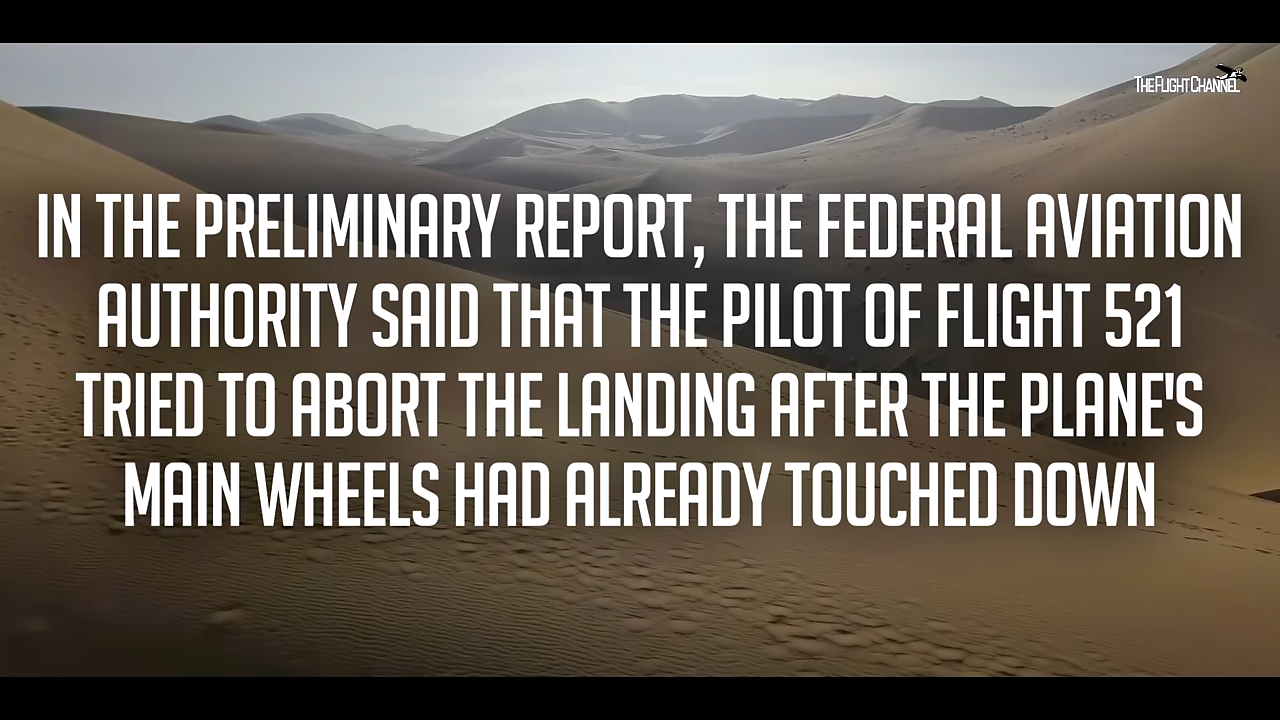 THEFLIGHTCHANNEL
IN THE PRELIMINARY REPORT, THE FEDERAL AVIATION
AUTHORITY SAID THAT THE PILOT OF FLIGHT 521
TRIED TO ABORT THE LANDING AFTER THE PLANE'S
MAIN WHEELS HAD ALREADY TOUCHED DOWN